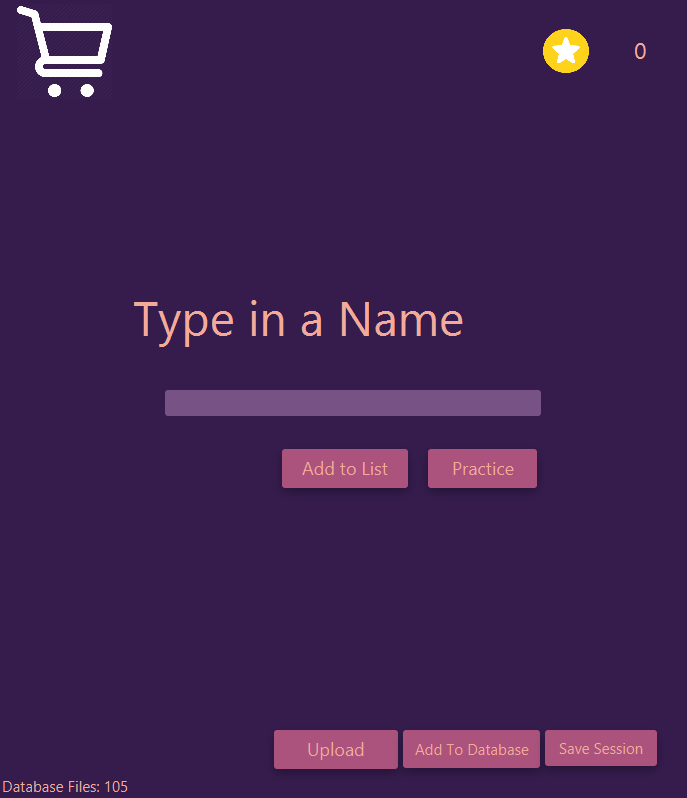 0
Type in a Name
Add to List Practice
Upload Add To Database Save Session
Database Files: 105